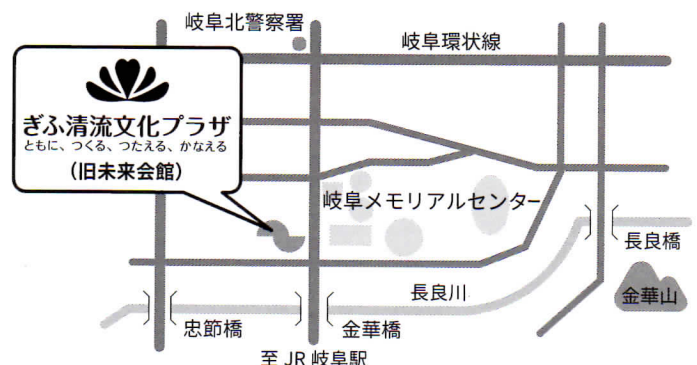 岐阜北警察署
岐阜環状線
ぎふ清流文化プラザ
ともに、つくる、つたえる、かなえる
(旧未来会館)
岐阜メモリアルセンター
長良橋
長良川
金華山
忠節橋
金華橋
至 JR 岐阜駅